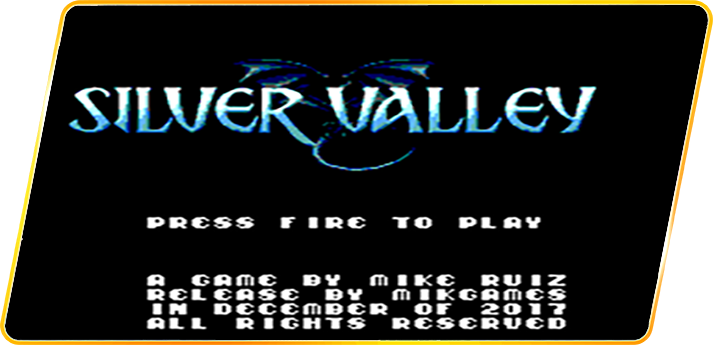 SILVER VALLEY
PRESS FIRE TO PLAY
A GAME BY MIKE RUIZ
RELEASE BY MIKGAMES
IN DECEMBER OF 2017
ALL RIGHTS RESERVED